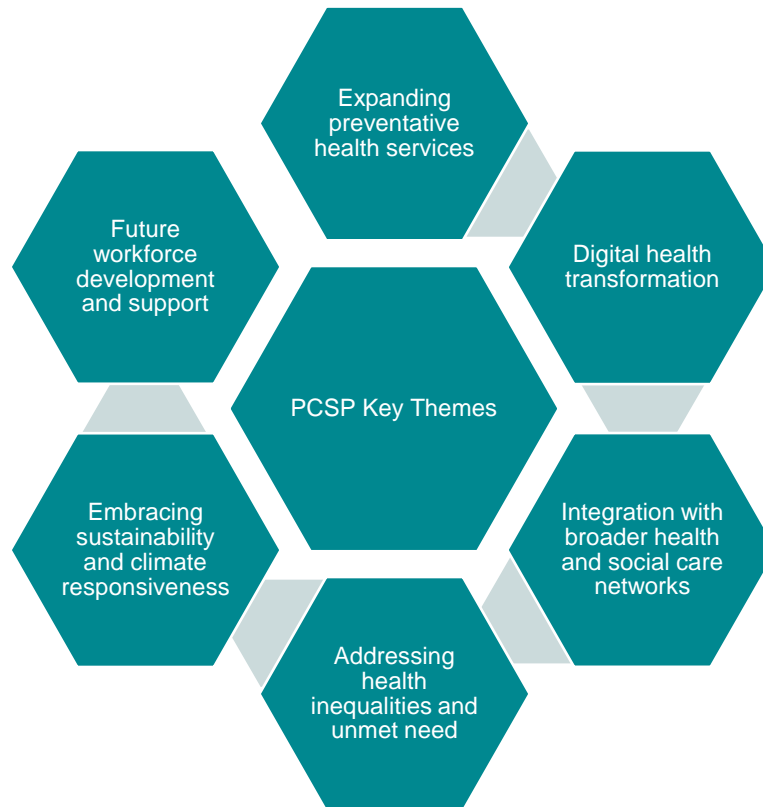 Expanding
preventative
health services
Digital health
transformation
Integration with
broader health
and social care
networks
Addressing
health
inequalities and
unmet need
Embracing
sustainability
and climate
responsiveness
Future
workforce
development
and support
PCSP Key Themes